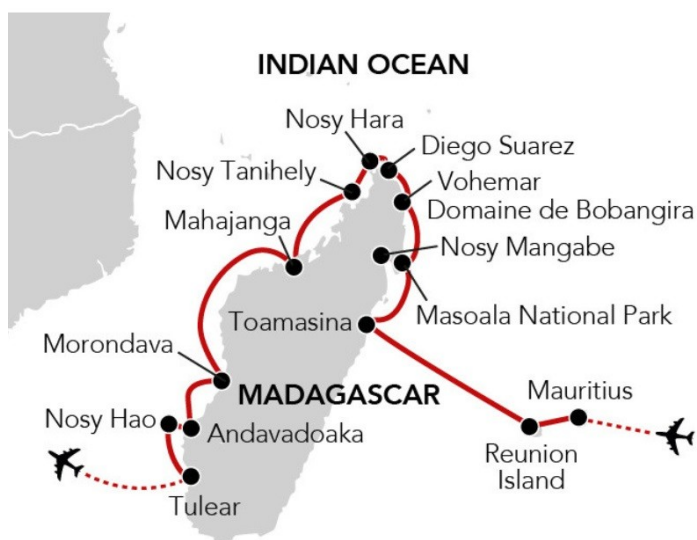 INDIAN OCEAN
Nosy Hara
Diego Suarez
Nosy Tanihely
Vohemar
Domaine de Bobangira
Mahajanga
Nosy Mangabe
Toamasina
Masoala National Park
Morondava
MADAGASCAR
Mauritius
Nosy Hao
Andavadoaka
Reunion
Island
Tulear